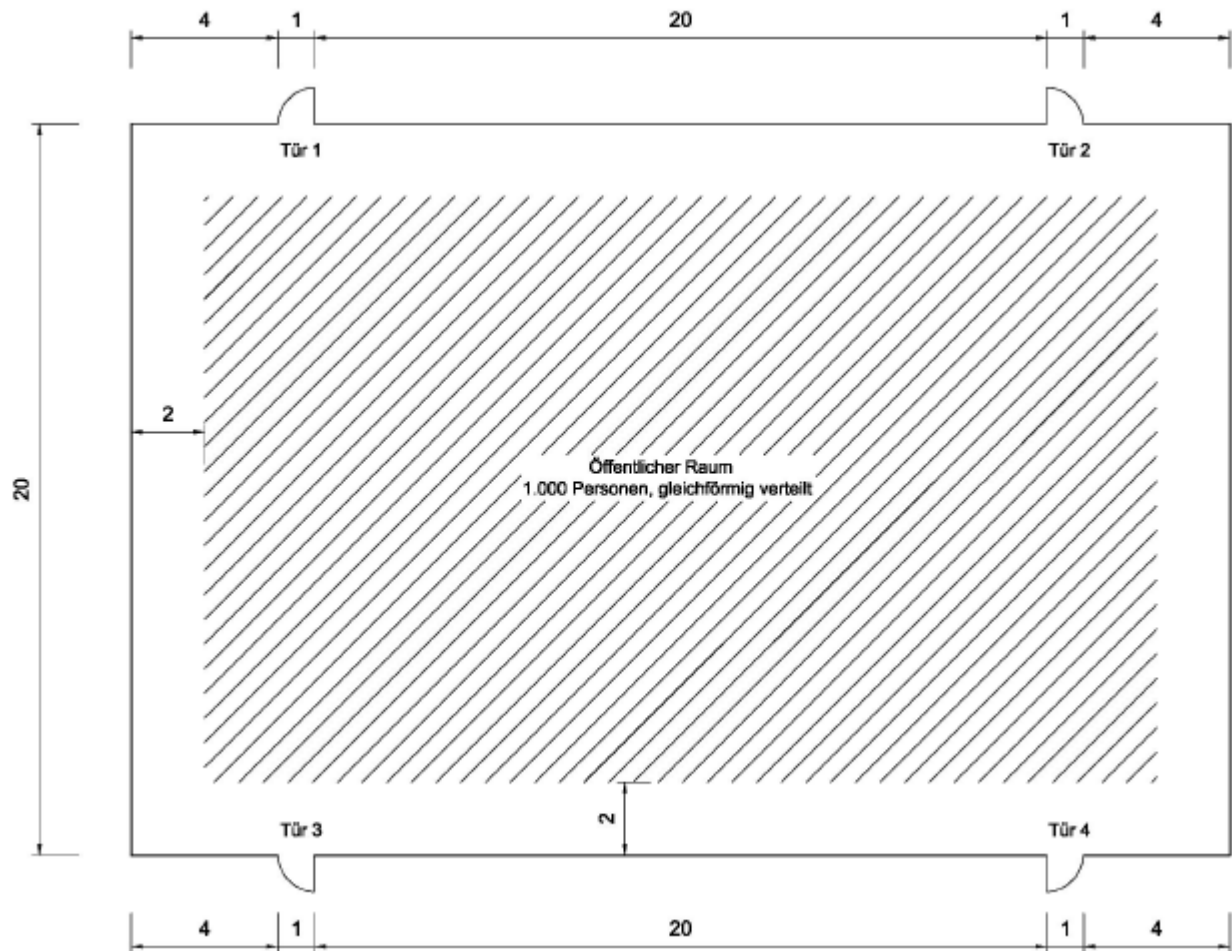 4 1 20 1 4
Tür 1 Tür 2
2
20
Öffentlicher Raum
1.000 Personen, gleichförmig verteilt
2
Tür 3 Tür 4
4 1 20 1 4